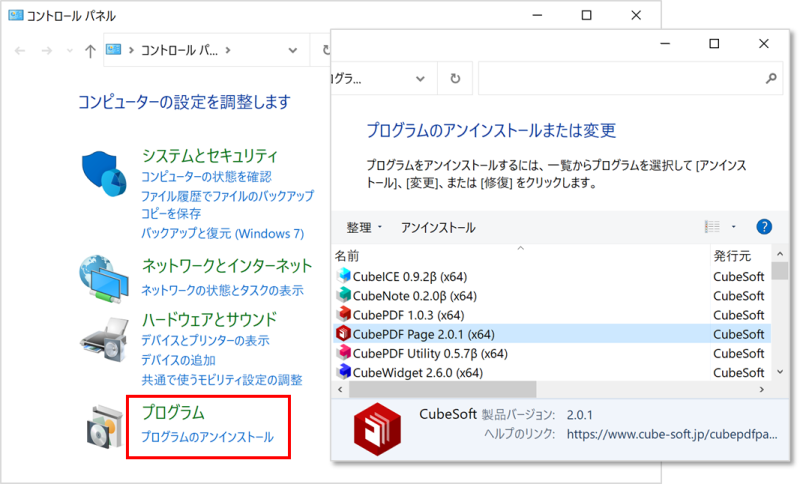 コントロール パネル
コントロール パ...
コンピューターの設定を調整します
システムとセキュリティ
コンピューターの状態を確認
ファイル履歴でファイルのバックアップ
コピーを保存
バックアップと復元 (Windows 7)
ネットワークとインターネット
ネットワークの状態とタスクの表示
ハードウェアとサウンド
デバイスとプリンターの表示
デバイスの追加
共通で使うモビリティ設定の調整
プログラム
プログラムのアンインストール
グラ...
プログラムのアンインストールまたは変更
プログラムをアンインストールするには、一覧からプログラムを選択して [アンインス
トール]、[変更]、または [修復] をクリックします。
整理 アンインストール
名前 発行元
CubeICE 0.9.2β (x64) CubeSoft
CubeNote 0.2.0β (x64) CubeSoft
CubePDF 1.0.3 (x64) CubeSoft
CubePDF Page 2.0.1 (x64) CubeSoft
CubePDF Utility 0.5.7β (x64) CubeSoft
CubeWidget 2.6.0 (x64) CubeSoft
CubeSoft 製品バージョン: 2.0.1
ヘルプのリンク: https://www.cube-soft.jp/cubepdfpa...